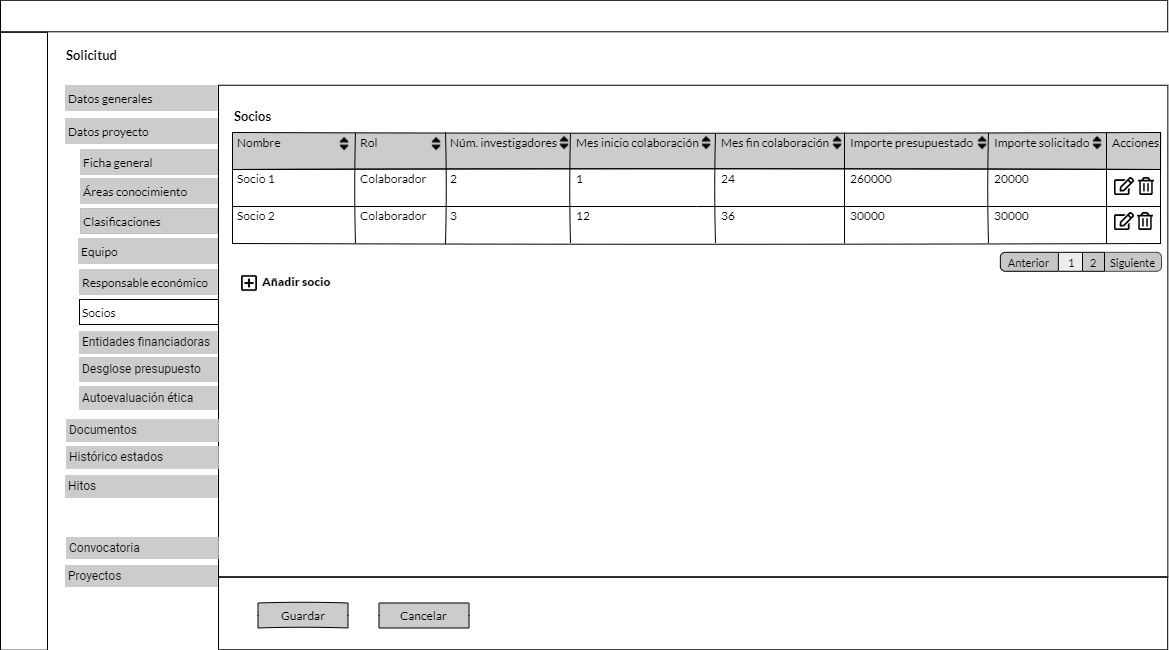 Solicitud
Datos generales
Datos proyecto
Ficha general
Áreas conocimiento
Clasificaciones
Equipo
Responsable económico
Socios
Entidades financiadoras
Desglose presupuesto
Autoevaluación ética
Documentos
Histórico estados
Hitos
Convocatoria
Proyectos
Socios
Nombre Rol Núm. investigadores Mes inicio colaboración Mes fin colaboración Importe presupuestado Importe solicitado Acciones
Socio 1 Colaborador 2 1 24 260000 20000
Socio 2 Colaborador 3 12 36 30000 30000
Anterior 1 2 Siguiente
Añadir socio
Guardar Cancelar